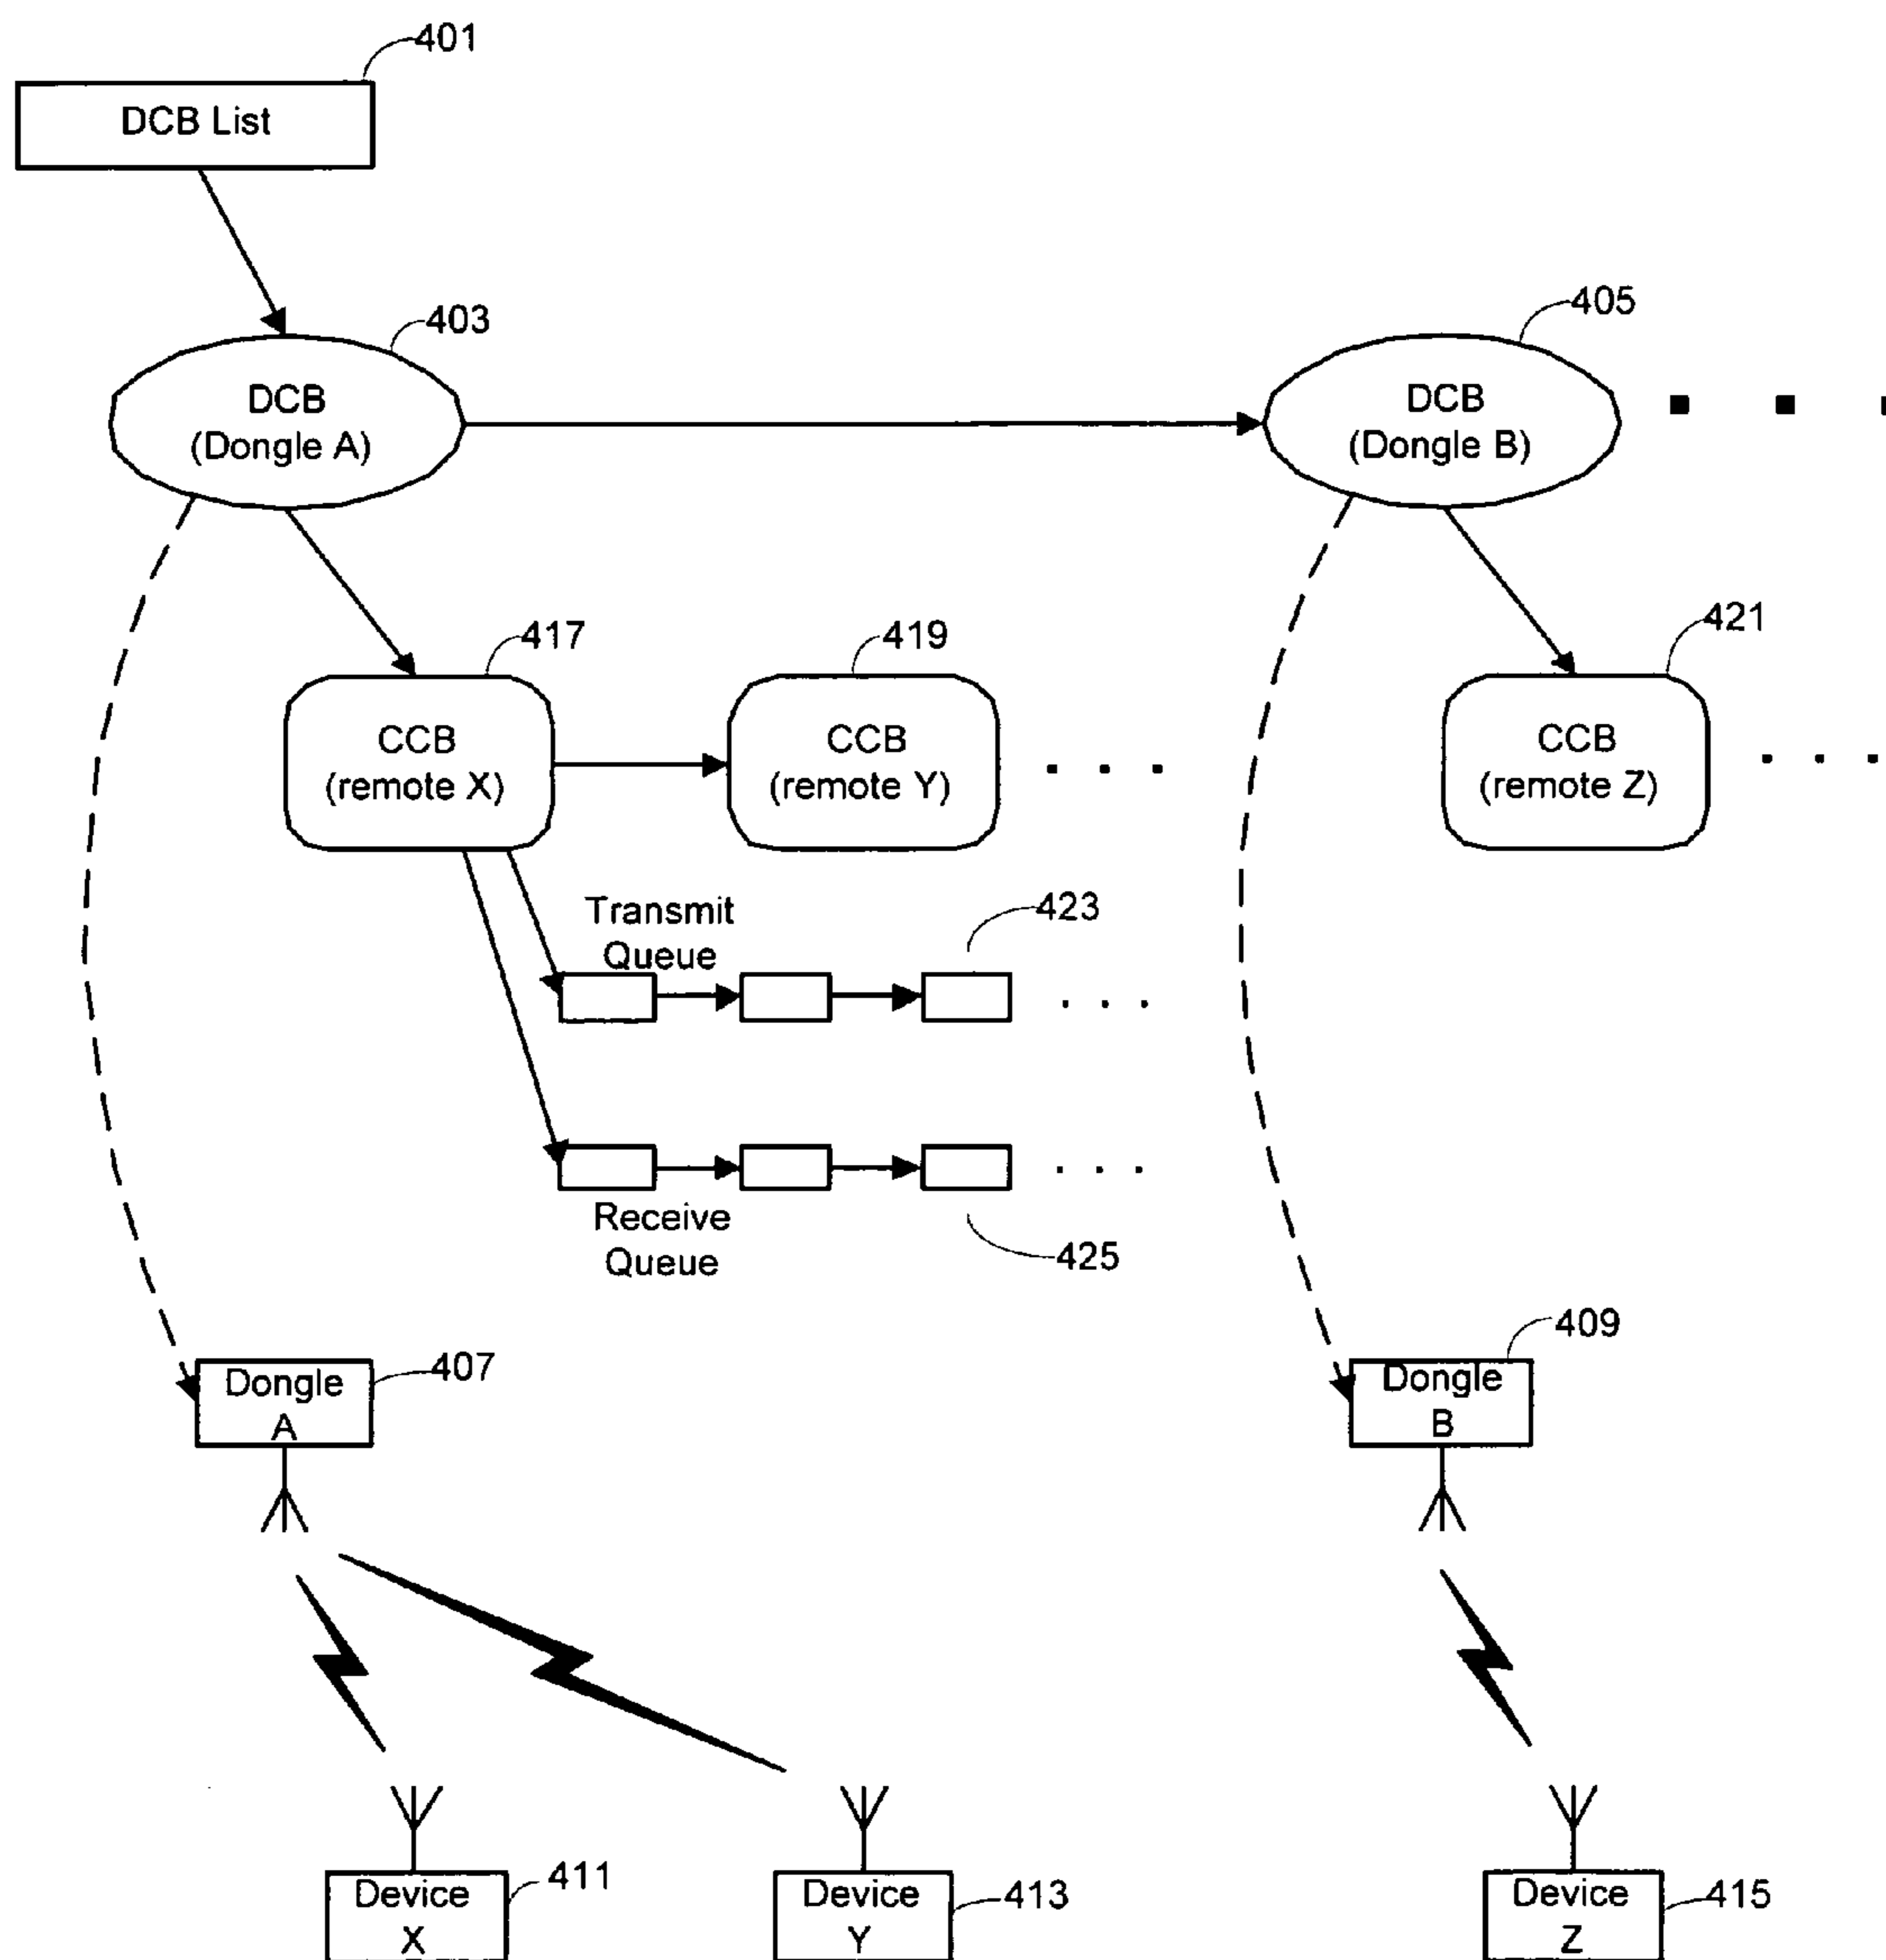 401
DCB List
403
405
DCB
(Dongle A)
DCB
(Dongle B)
417
419
421
CCB
(remote X)
CCB
(remote Y)
CCB
(remote Z)
Transmit
Queue
423
Receive
Queue
425
407
409
Dongle
A
Dongle
B
411
413
415
Device
X
Device
Y
Device
Z